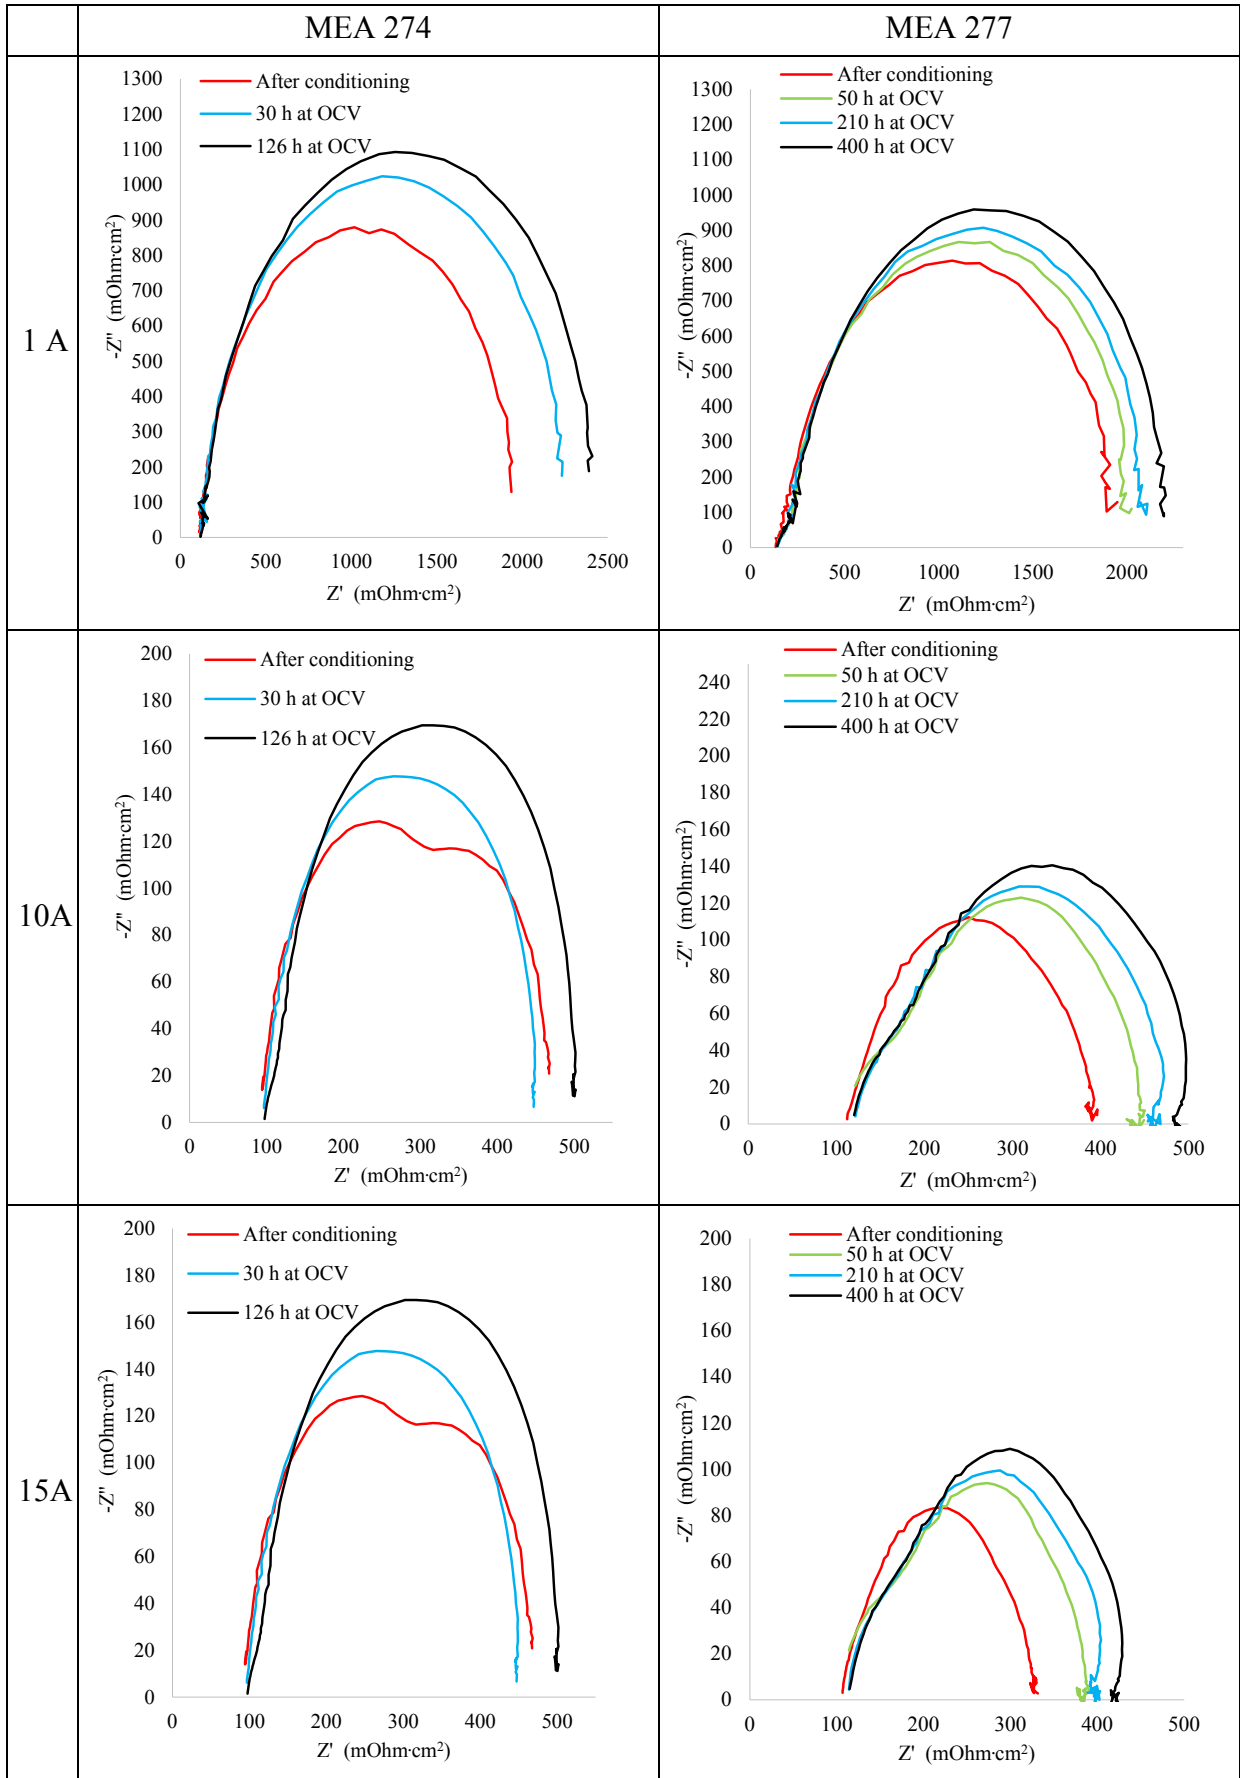 MEA 274
MEA 277
1 A
1300
1200
1100
1000
900
800
700
600
500
400
300
200
100
0
-Z" (mOhm·cm²)
After conditioning
30 h at OCV
126 h at OCV
0 500 1000 1500 2000 2500
Z' (mOhm·cm²)
1300
1200
1100
1000
900
800
700
600
500
400
300
200
100
0
-Z" (mOhm·cm²)
After conditioning
50 h at OCV
210 h at OCV
400 h at OCV
0 500 1000 1500 2000
Z' (mOhm·cm²)
10A
200
180
160
140
120
100
80
60
40
20
0
-Z" (mOhm·cm²)
After conditioning
30 h at OCV
126 h at OCV
0 100 200 300 400 500
Z' (mOhm·cm²)
240
220
200
180
160
140
120
100
80
60
40
20
0
-Z" (mOhm·cm²)
After conditioning
50 h at OCV
210 h at OCV
400 h at OCV
0 100 200 300 400 500
Z' (mOhm·cm²)
15A
200
180
160
140
120
100
80
60
40
20
0
-Z" (mOhm·cm²)
After conditioning
30 h at OCV
126 h at OCV
0 100 200 300 400 500
Z' (mOhm·cm²)
200
180
160
140
120
100
80
60
40
20
0
-Z" (mOhm·cm²)
After conditioning
50 h at OCV
210 h at OCV
400 h at OCV
0 100 200 300 400 500
Z' (mOhm·cm²)